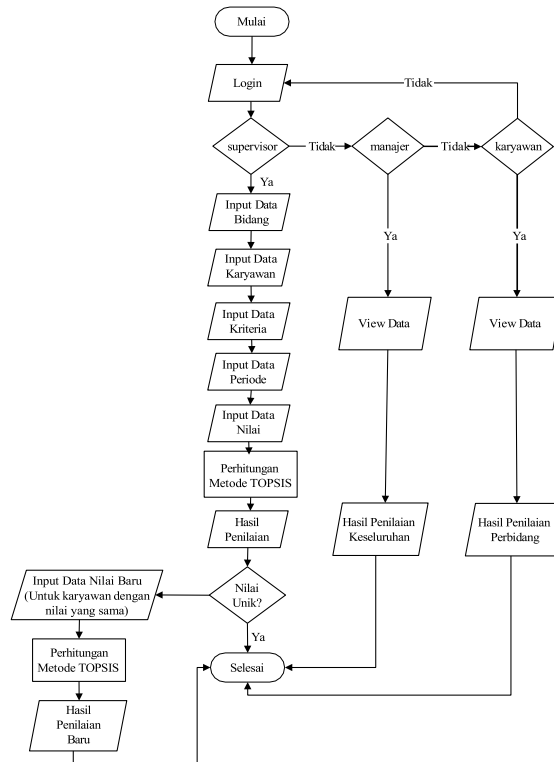 Mulai
Login
Tidak
supervisor
Tidak
manajer
Tidak
karyawan
Ya
Ya
Ya
Input Data
Bidang
Input Data
Karyawan
Input Data
Kriteria
Input Data
Periode
Input Data
Nilai
Perhitungan
Metode TOPSIS
Hasil
Penilaian
View Data
View Data
Hasil Penilaian
Keseluruhan
Hasil Penilaian
Perbidang
Nilai
Unik?
Ya
Input Data Nilai Baru
(Untuk karyawan dengan
nilai yang sama)
Perhitungan
Metode TOPSIS
Hasil
Penilaian
Baru
Selesai